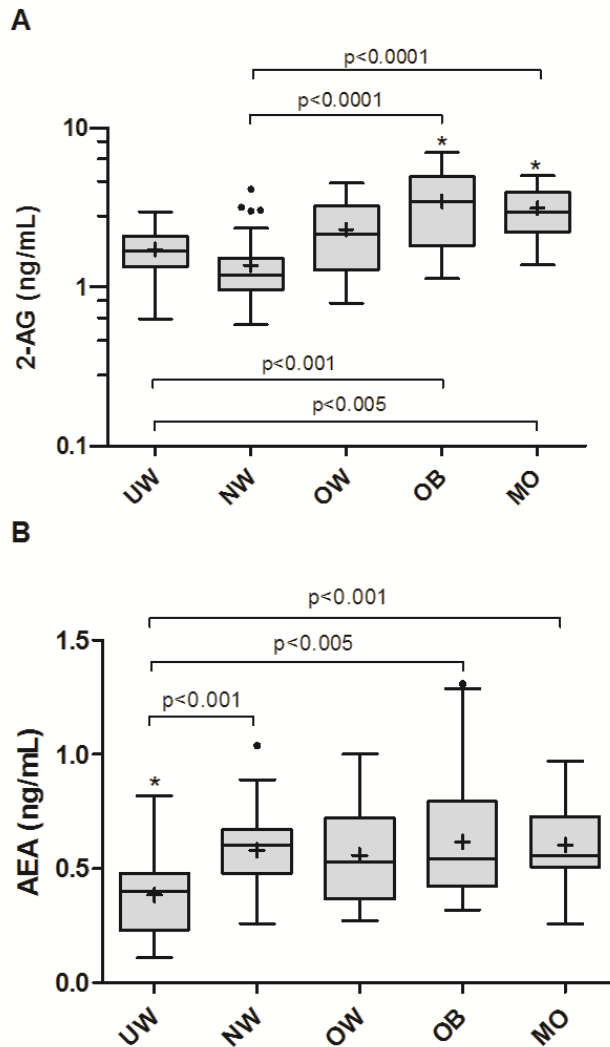 A
p<0.0001
p<0.0001
10
*
*
2-AG (ng/mL)
1
p<0.001
p<0.005
0.1
UW NW OW OB MO
B
p<0.001
1.5
p<0.005
p<0.001
1.0
*
AEA (ng/mL)
0.5
0.0
UW NW OW OB MO